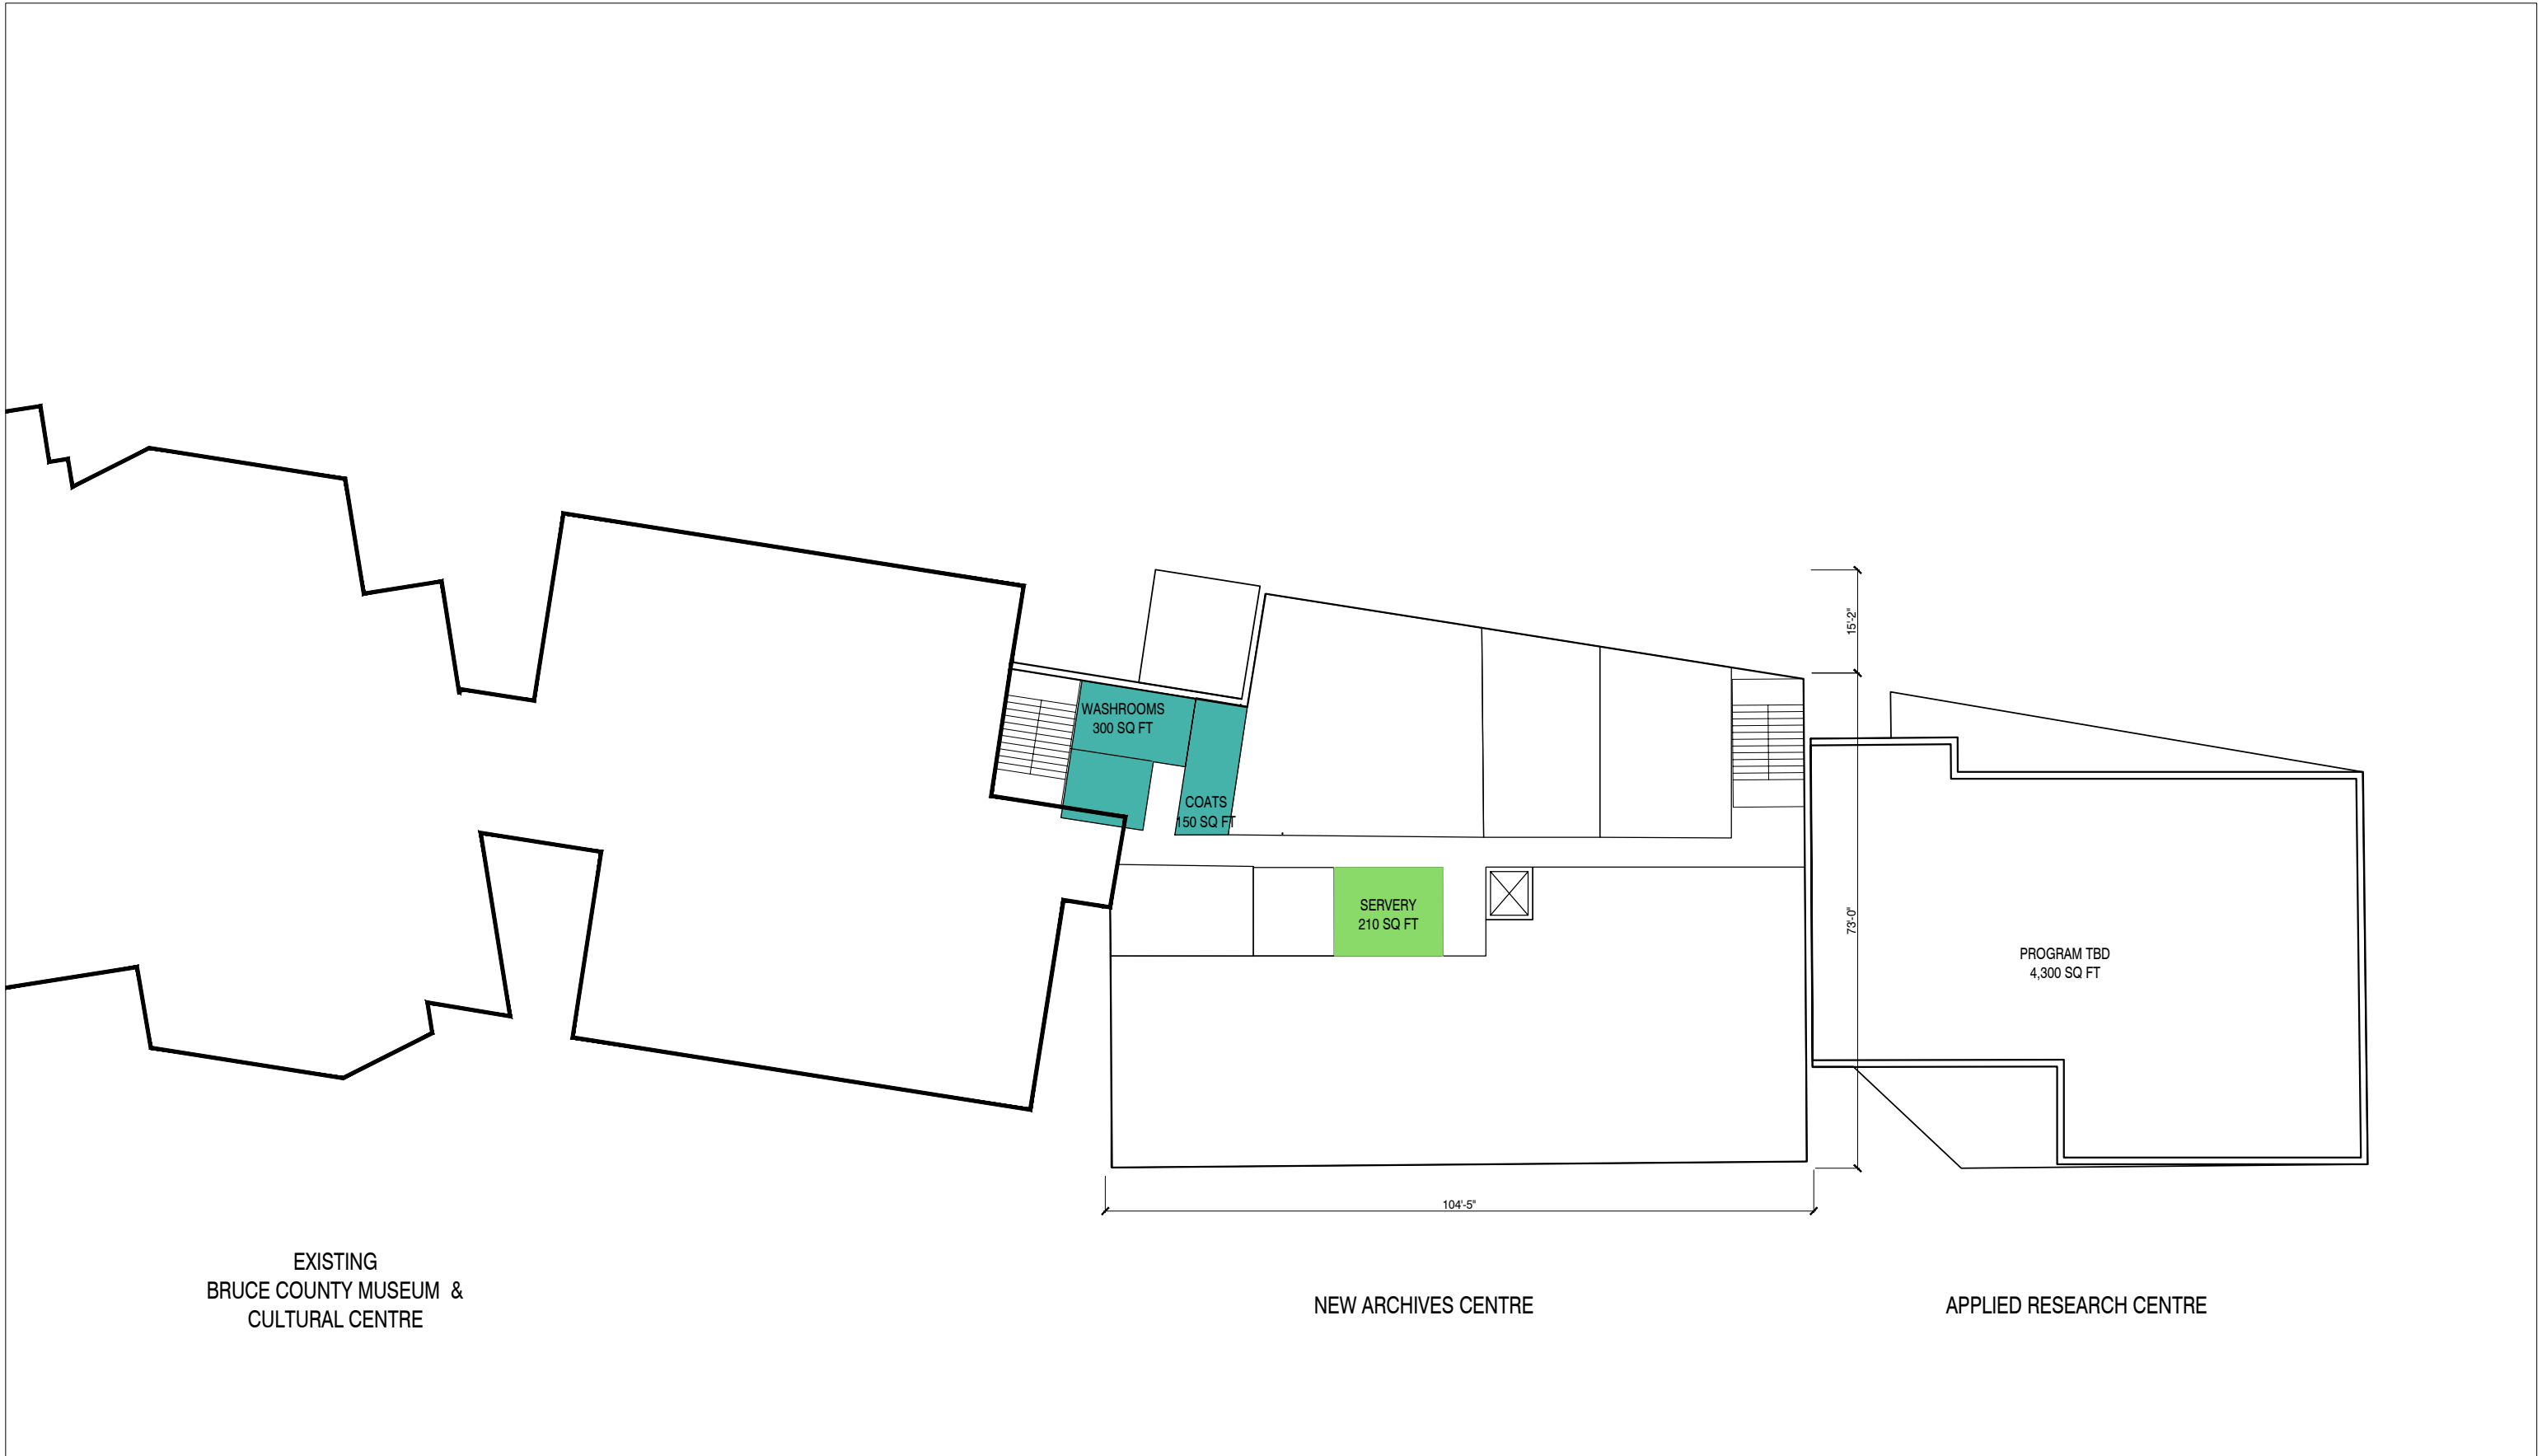 15'-2"
WASHROOMS
300 SQ FT
COATS
150 SQ FT
SERVERY
210 SQ FT
73'-0"
PROGRAM TBD
4,300 SQ FT
104'-5"
EXISTING
BRUCE COUNTY MUSEUM &
CULTURAL CENTRE
NEW ARCHIVES CENTRE
APPLIED RESEARCH CENTRE